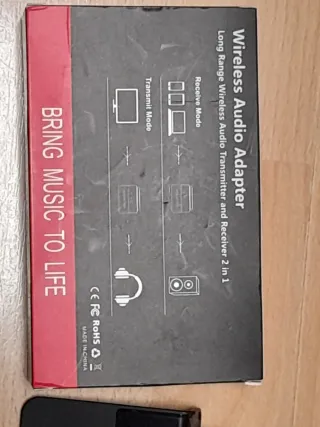 Wireless Audio Adapter
Long Range Wireless Audio Transmitter and Receiver 2 in 1
Receive Mode
Transmit Mode
CE FC RoHS
MADE IN CHINA
BRING MUSIC TO LIFE